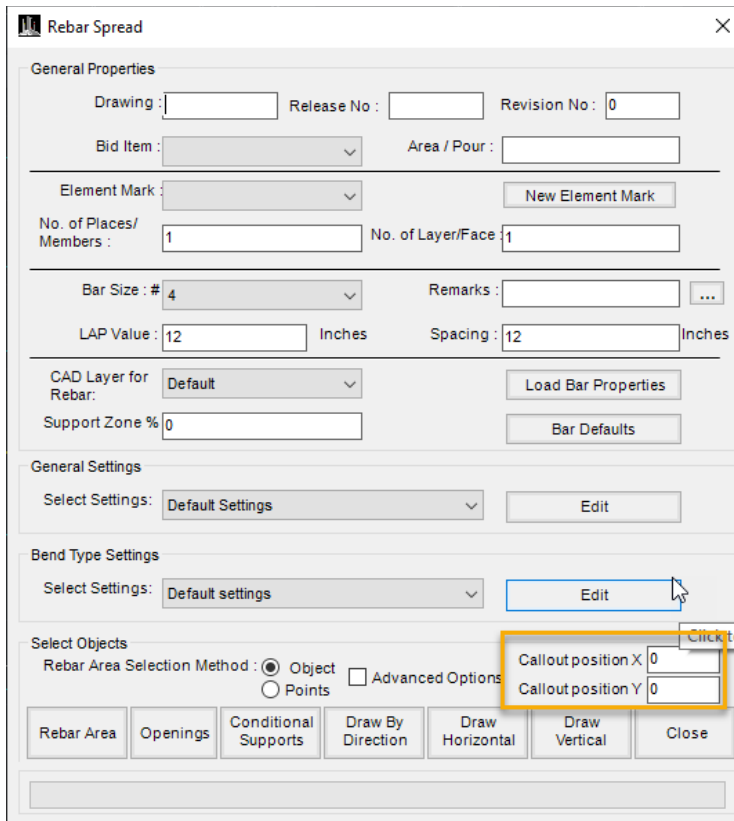 Rebar Spread
General Properties
Drawing : Release No : Revision No : 0
Bid Item : Area / Pour :
Element Mark : New Element Mark
No. of Places/
Members : 1 No. of Layer/Face : 1
Bar Size : # 4 Remarks : ...
LAP Value : 12 Inches Spacing : 12 Inches
CAD Layer for
Rebar: Default Load Bar Properties
Support Zone % 0 Bar Defaults
General Settings
Select Settings: Default Settings Edit
Bend Type Settings
Select Settings: Default settings Edit
Click t
Select Objects
Rebar Area Selection Method : Object Advanced Options Callout position X 0
Points Callout position Y 0
Rebar Area Openings Conditional
Supports Draw By
Direction Draw
Horizontal Draw
Vertical Close